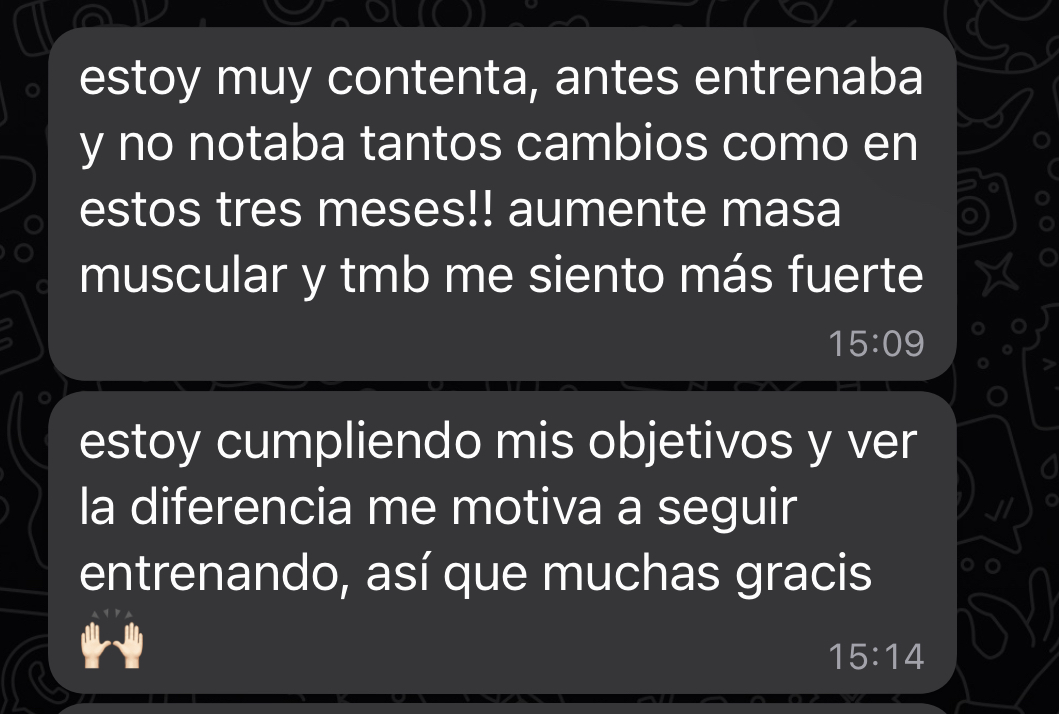 estoy muy contenta, antes entrenaba
y no notaba tantos cambios como en
estos tres meses!! aumente masa
muscular y tmb me siento más fuerte
15:09
estoy cumpliendo mis objetivos y ver
la diferencia me motiva a seguir
entrenando, así que muchas gracis
🙌🏻
15:14